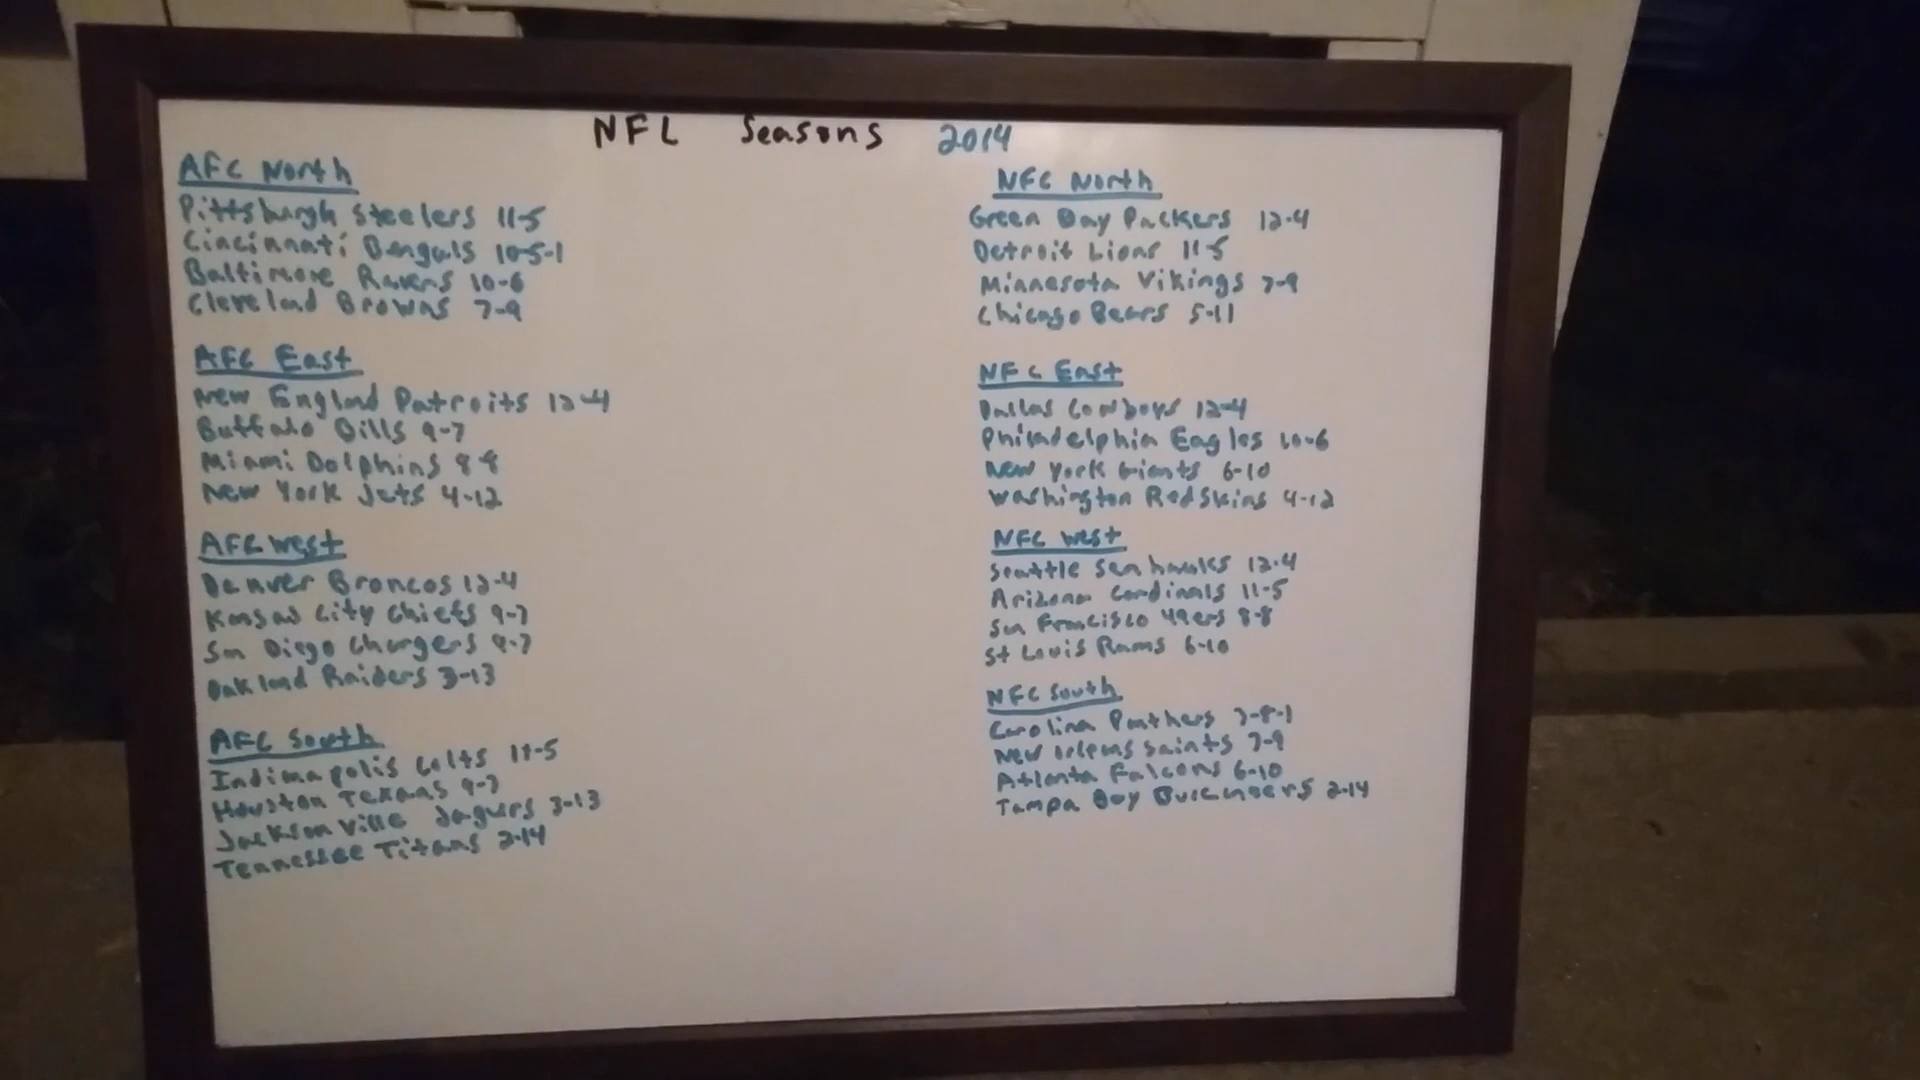 NFL Seasons 2014
AFC North
Pittsburgh Steelers 11-5
Cincinnati Bengals 10-5-1
Baltimore Ravens 10-6
Cleveland Browns 7-9
AFC East
New England Patroits 12-4
Buffalo Bills 9-7
Miami Dolphins 8-8
New York Jets 4-12
AFC West
Denver Broncos 12-4
Kansas City Chiefs 9-7
San Diego Chargers 9-7
Oakland Raiders 3-13
AFC South
Indianapolis Colts 11-5
Houston Texans 9-7
Jacksonville Jagurs 3-13
Tennessee Titans 2-14
NFC North
Green Bay Packers 12-4
Detroit Lions 11-5
Minnesota Vikings 7-9
Chicago Bears 5-11
NFC East
Dallas Cowboys 12-4
Philadelphia Eagles 10-6
New York Giants 6-10
Washington Redskins 4-12
NFC West
Seattle Seahawks 12-4
Arizona Cardinals 11-5
San Francisco 49ers 8-8
St Louis Rams 6-10
NFC South
Carolina Panthers 7-8-1
New Orleans Saints 7-9
Atlanta Falcons 6-10
Tampa Bay 2-14